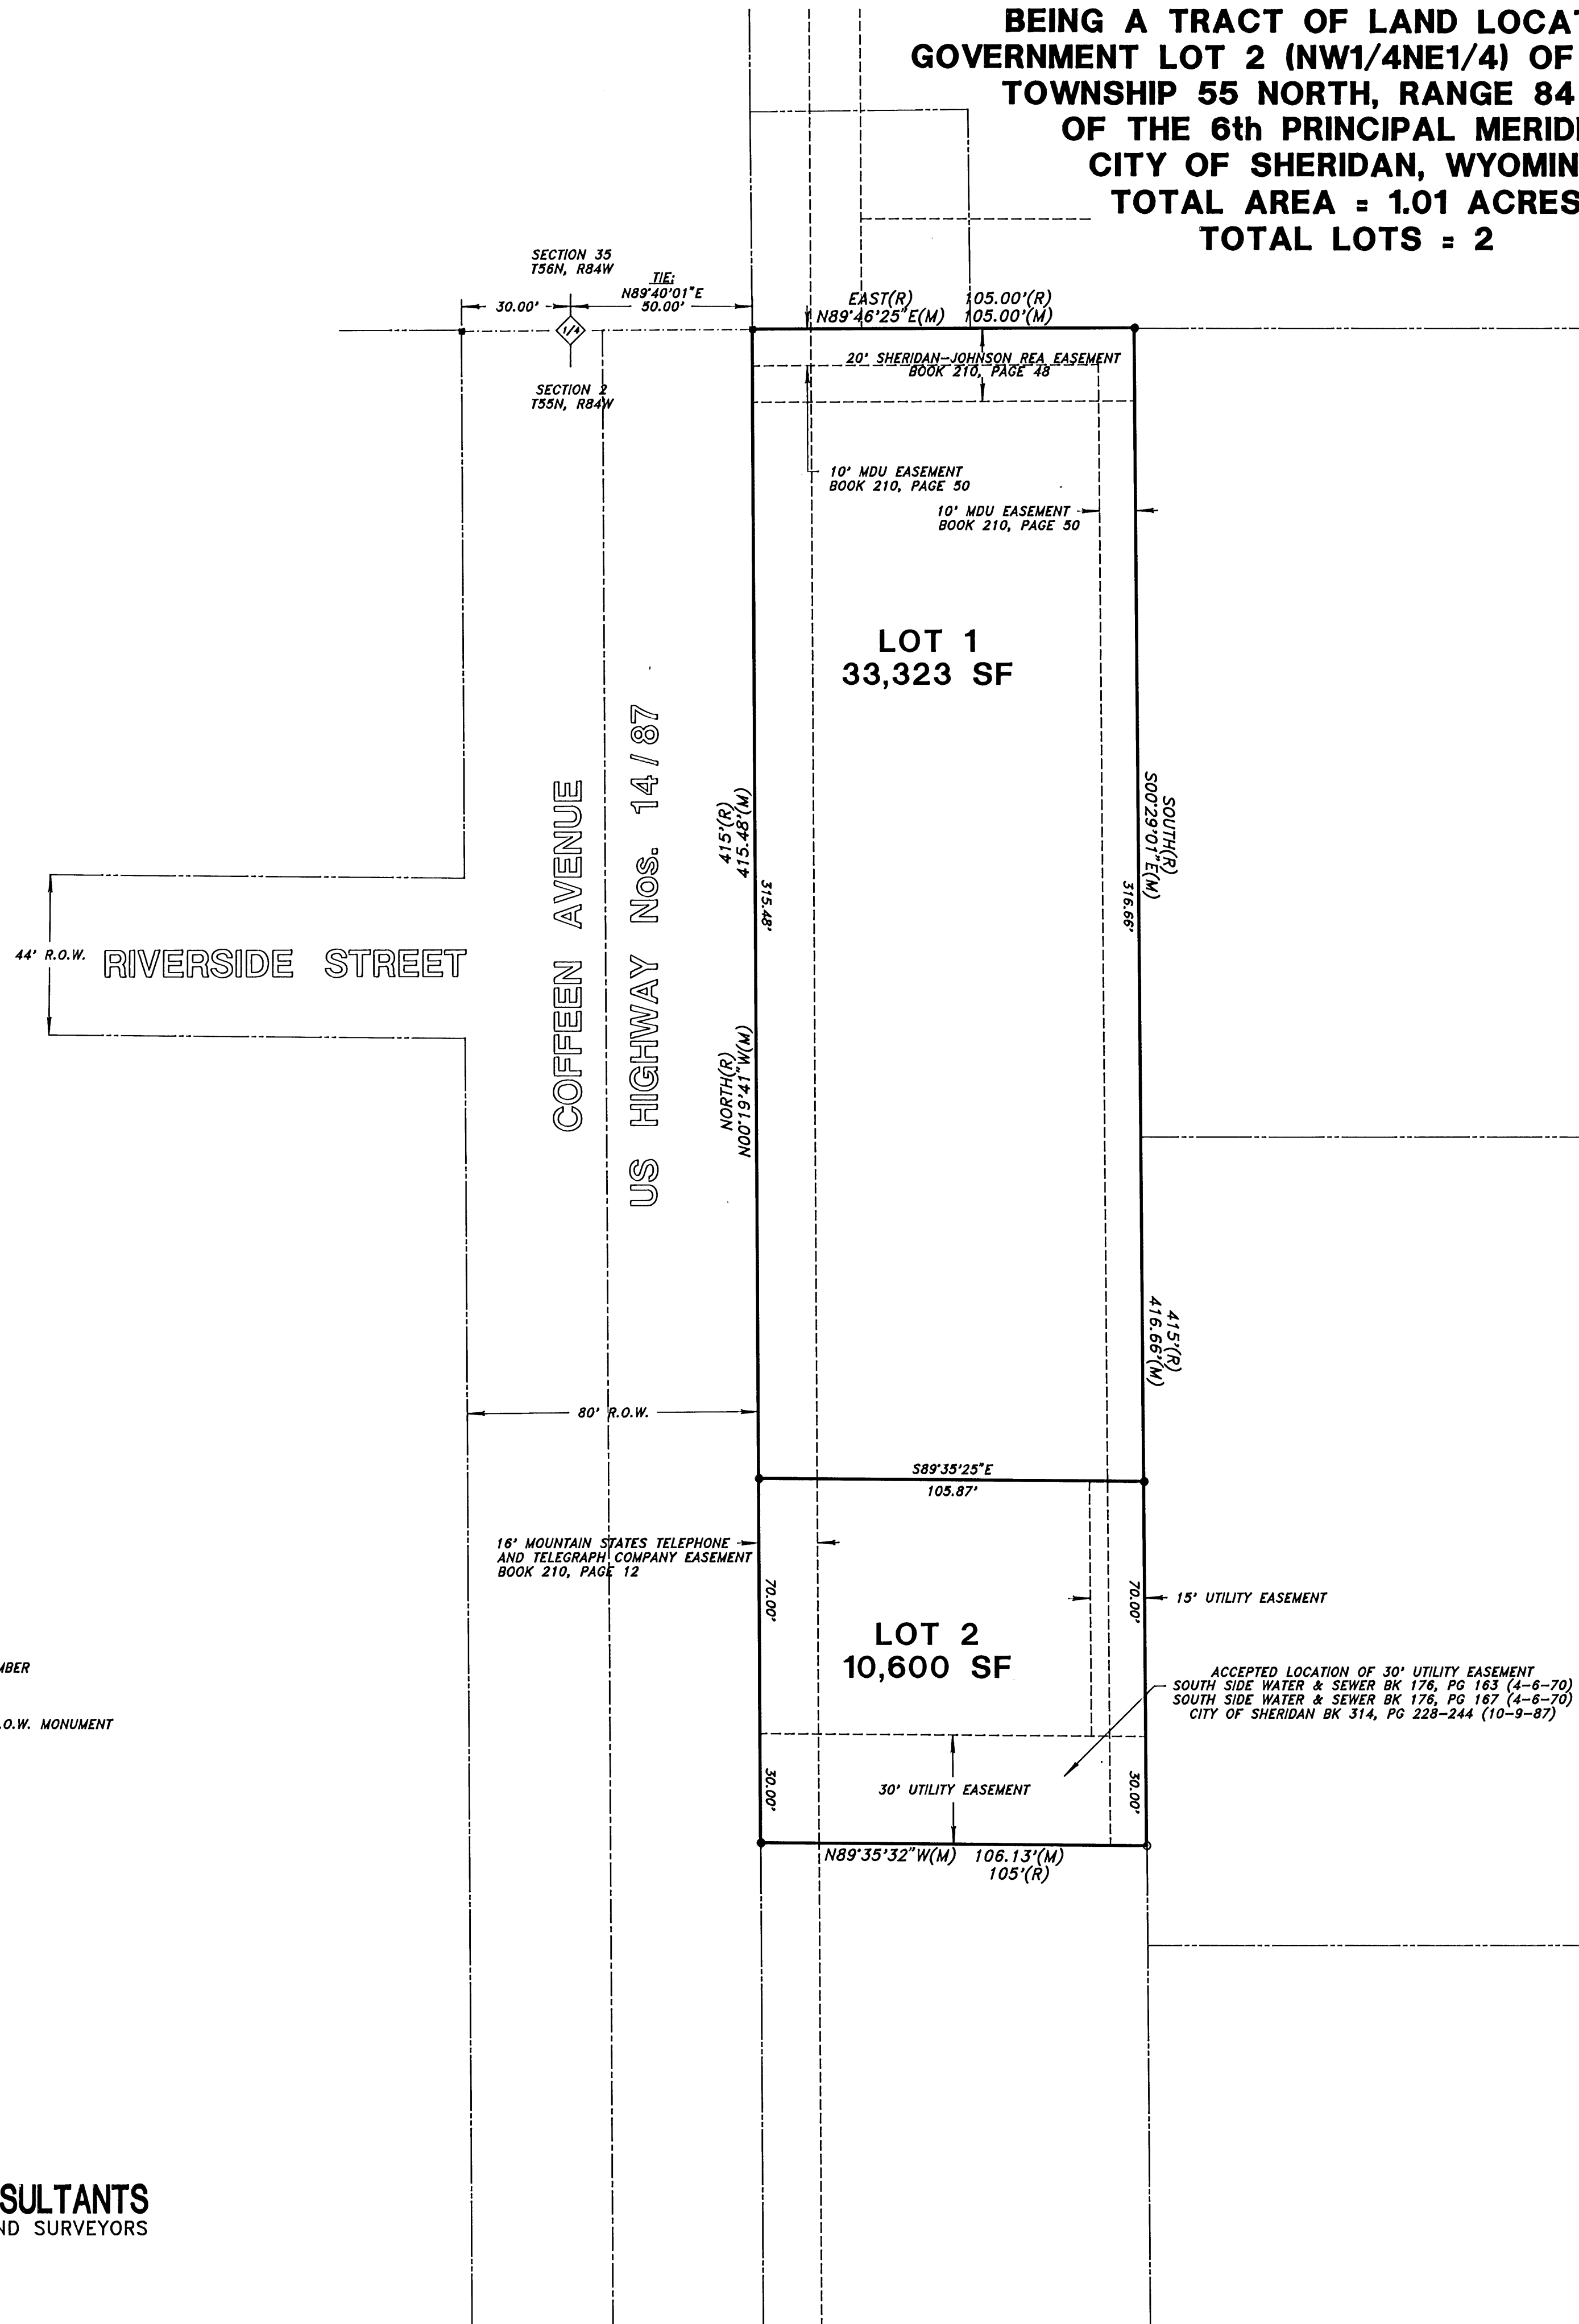 BEING A TRACT OF LAND
GOVERNMENT LOT 2 (NW1/4NE1/4) OF
TOWNSHIP 55 NORTH, RANGE 84
OF THE 6th PRINCIPAL
CITY OF SHERIDAN,
TOTAL AREA = 1.01 ACRES
TOTAL LOTS = 2
SECTION 35
T56N, R84W
TIE:
N89°40'01"E
30.00'
50.00'
1/4
SECTION 2
T55N, R84W
EAST(R) 105.00'(R)
N89°46'25"E(M) 105.00'(M)
20' SHERIDAN-JOHNSON REA EASEMENT
BOOK 210, PAGE 48
10' MDU EASEMENT
BOOK 210, PAGE 50
10' MDU EASEMENT
BOOK 210, PAGE 50
LOT 1
33,323 SF
COFFEEN AVENUE
US HIGHWAY Nos. 14 / 87
415'(R)
415.48'(M)
315.48'
316.66'
SOUTH(R)
S00°29'01"E(M)
44' R.O.W.
RIVERSIDE STREET
NORTH(R)
N00°19'41"W(M)
415'(R)
416.66'(M)
80' R.O.W.
S89°35'25"E
105.87'
16' MOUNTAIN STATES TELEPHONE
AND TELEGRAPH COMPANY EASEMENT
BOOK 210, PAGE 12
70.00'
70.00'
15' UTILITY EASEMENT
LOT 2
10,600 SF
ACCEPTED LOCATION OF 30' UTILITY EASEMENT
SOUTH SIDE WATER & SEWER BK 176, PG 163 (4-6-70)
SOUTH SIDE WATER & SEWER BK 176, PG 167 (4-6-70)
CITY OF SHERIDAN BK 314, PG 228-244 (10-9-87)
30.00'
30' UTILITY EASEMENT
30.00'
N89°35'32"W(M) 106.13'(M)
105'(R)
MBER
.O.W. MONUMENT
SULTANTS
ND SURVEYORS